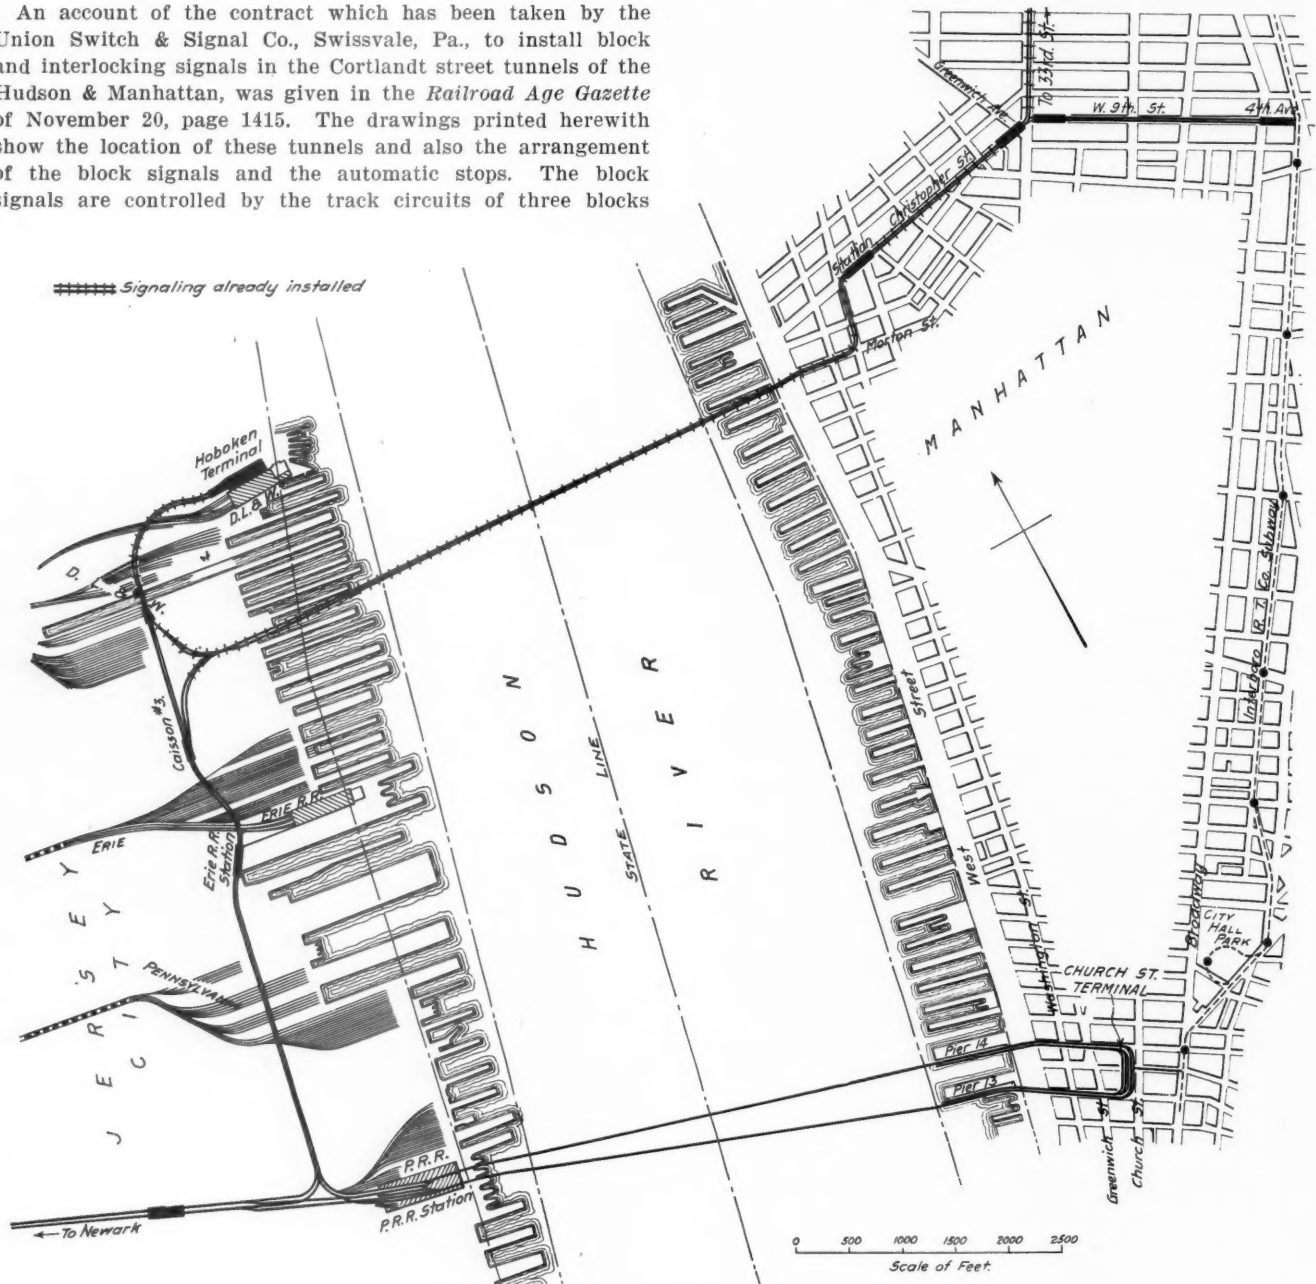 An account of the contract which has been taken by the
Union Switch & Signal Co., Swissvale, Pa., to install block
and interlocking signals in the Cortlandt street tunnels of the
Hudson & Manhattan, was given in the Railroad Age Gazette
of November 20, page 1415. The drawings printed herewith
show the location of these tunnels and also the arrangement
of the block signals and the automatic stops. The block
signals are controlled by the track circuits of three blocks
Signaling already installed
To 33rd. St.
Greenwich Ave.
W. 9th. St.
4th. Ave.
Christopher St.
Station
Morton St.
MANHATTAN
Hoboken
Terminal
D. L. & W.
D. L. & W.
Caisson #3.
HUDSON
RIVER
STATE LINE
West Street
Washington St.
Interboro R. T. Co. Subway
Broadway
CITY
HALL
PARK
ERIE R.R.
ERIE
Erie R.R.
Station
JERSEY
CITY
PENNSYLVANIA
CHURCH ST.
TERMINAL
Pier 14
Pier 13
Greenwich St.
Church St.
P.R.R.
P.R.R. Station
To Newark
0 500 1000 1500 2000 2500
Scale of Feet.